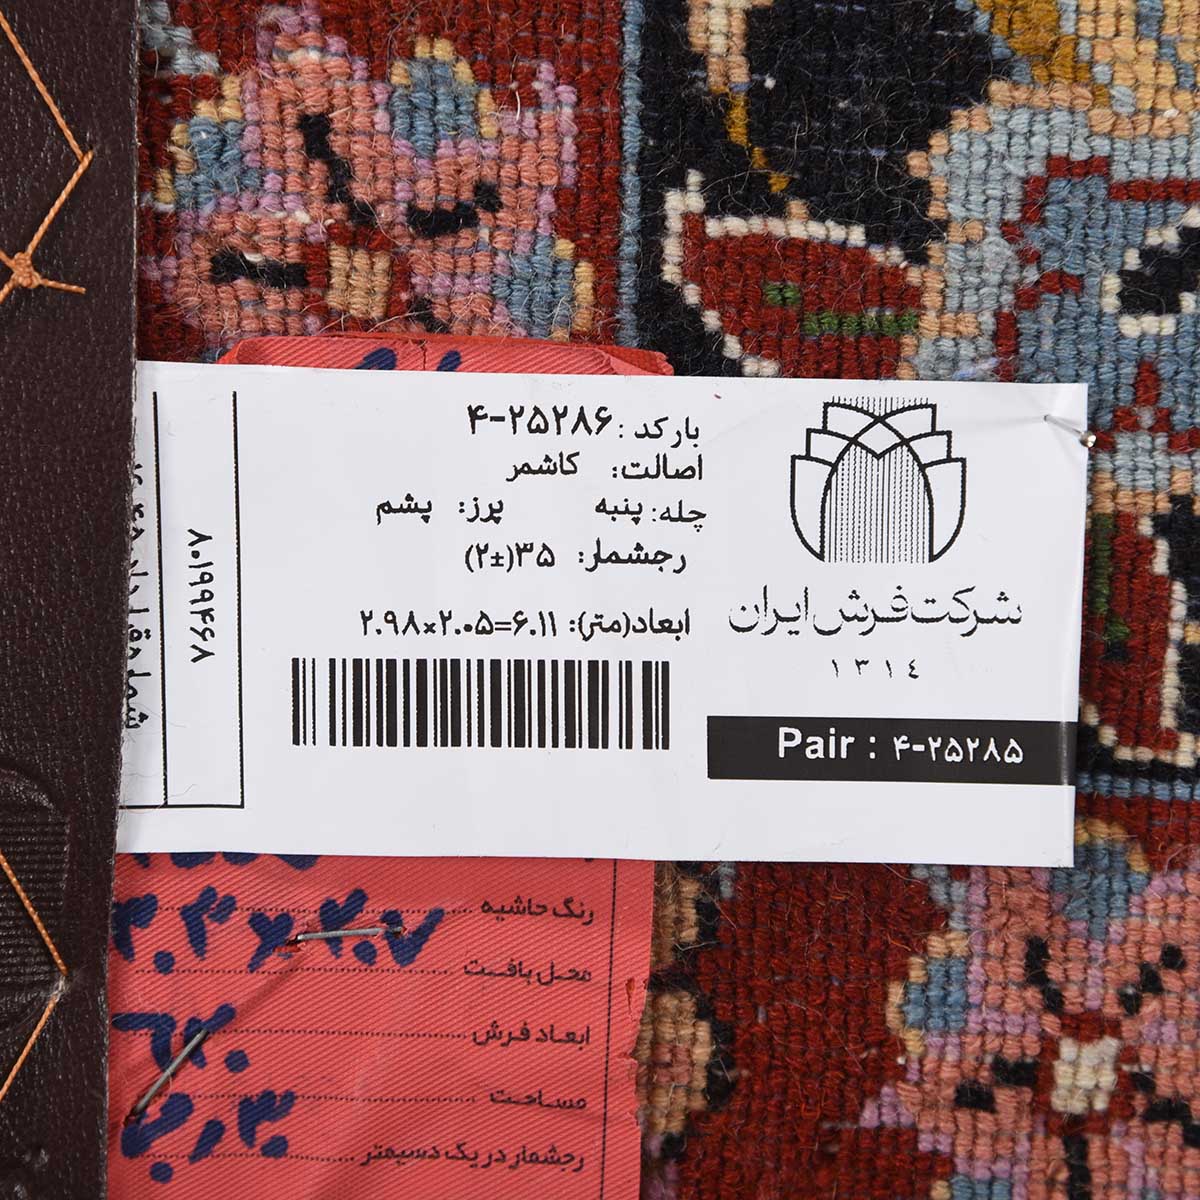 بارکد: ۴-۲۵۲۸۶
اصالت: کاشمر
چله: پنبه پرز: پشم
رجشمار: ۳۵(±۲)
ابعاد(متر): ۲.۹۸×۲.۰۵=۶.۱۱
شرکت فرش ایران
۱۳۱۴
Pair : ۴-۲۵۲۸۵
۸۰۱۹۹۴۶۸
رنگ حاشیه
محل بافت
ابعاد فرش
مساحت
رجشمار در یک دسیمتر